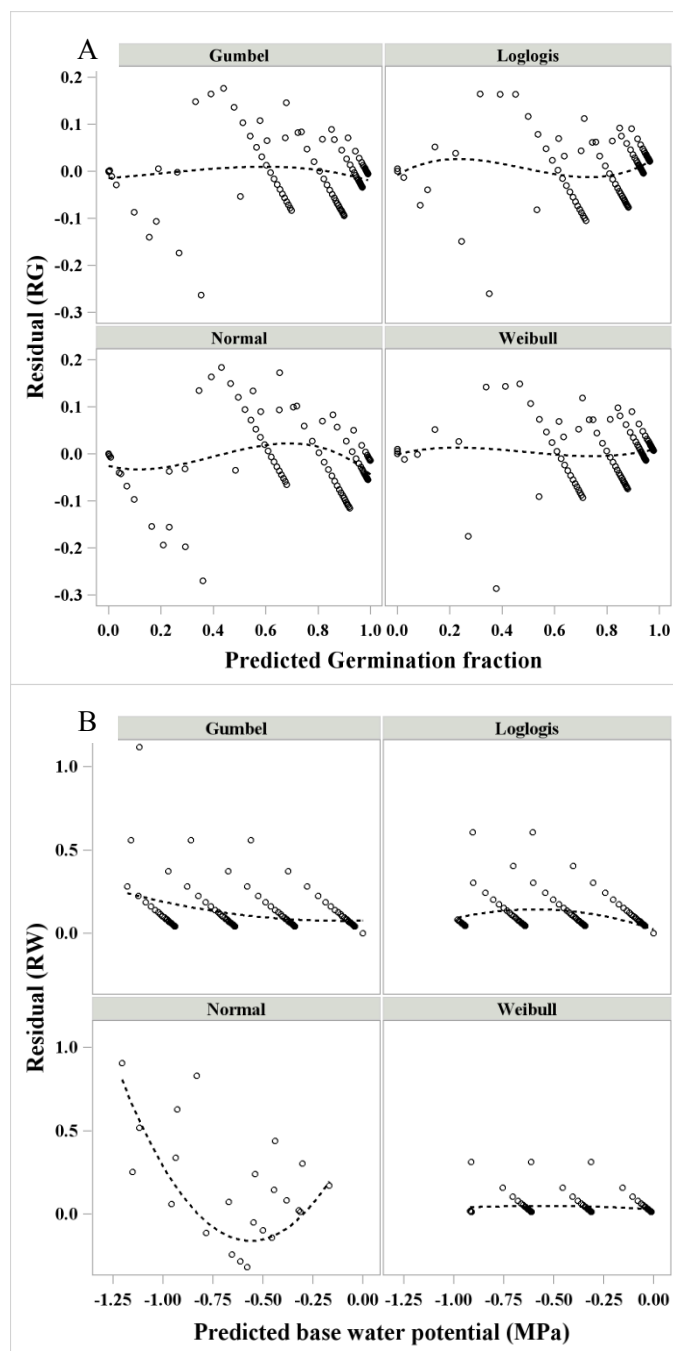 A
Gumbel
Loglogis
0.2
0.1
0.0
-0.1
-0.2
-0.3
Residual (RG)
Normal
Weibull
0.2
0.1
0.0
-0.1
-0.2
-0.3
0.0 0.2 0.4 0.6 0.8 1.0 0.0 0.2 0.4 0.6 0.8 1.0
Predicted Germination fraction
B
Gumbel
Loglogis
1.0
0.5
0.0
Residual (RW)
Normal
Weibull
1.0
0.5
0.0
-1.25 -1.00 -0.75 -0.50 -0.25 0.00 -1.25 -1.00 -0.75 -0.50 -0.25 0.00
Predicted base water potential (MPa)